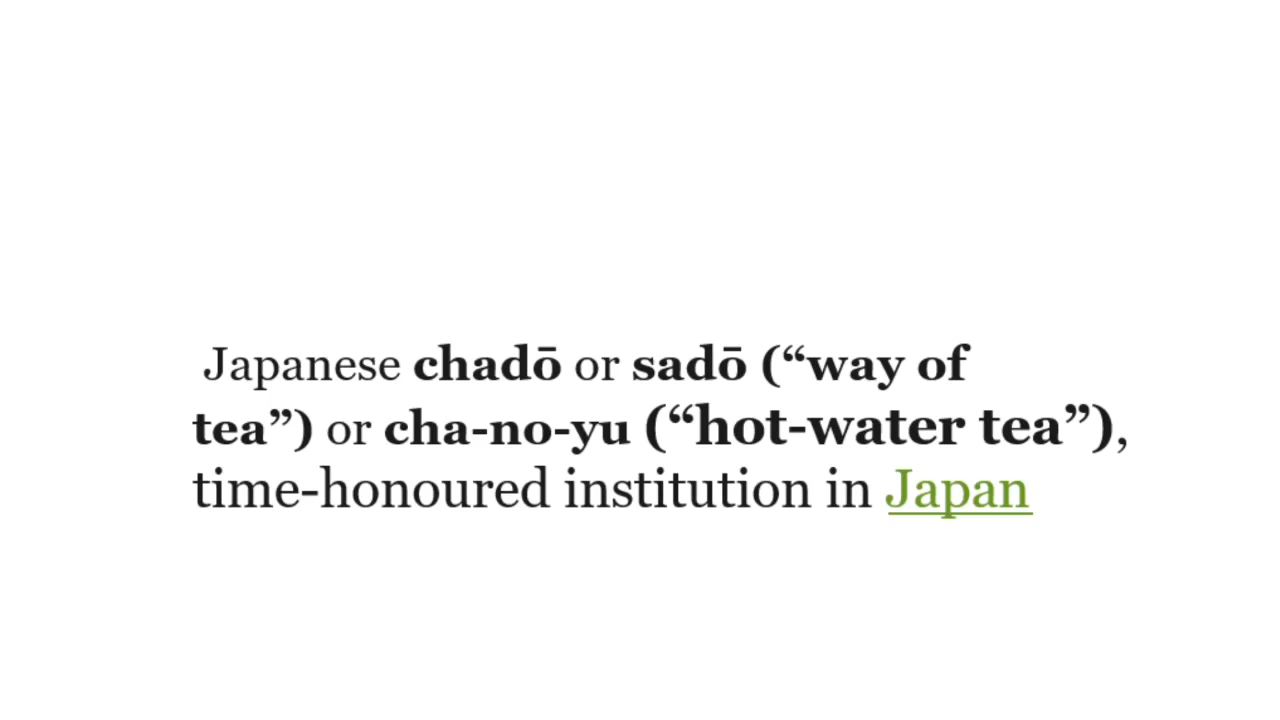 Japanese chadō or sadō (“way of
tea”) or cha-no-yu (“hot-water tea”),
time-honoured institution in Japan